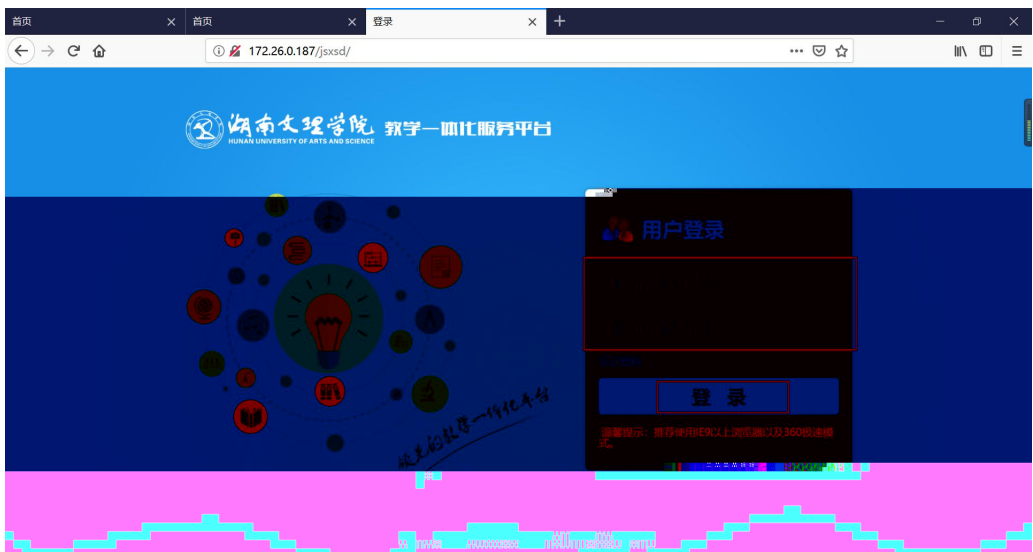 首页 首页 登录
172.26.0.187/jsxsd/
湖南文理学院 教学一体化服务平台
HUNAN UNIVERSITY OF ARTS AND SCIENCE
用户登录
登 录
温馨提示：推荐使用IE9以上浏览器以及360极速模
式。